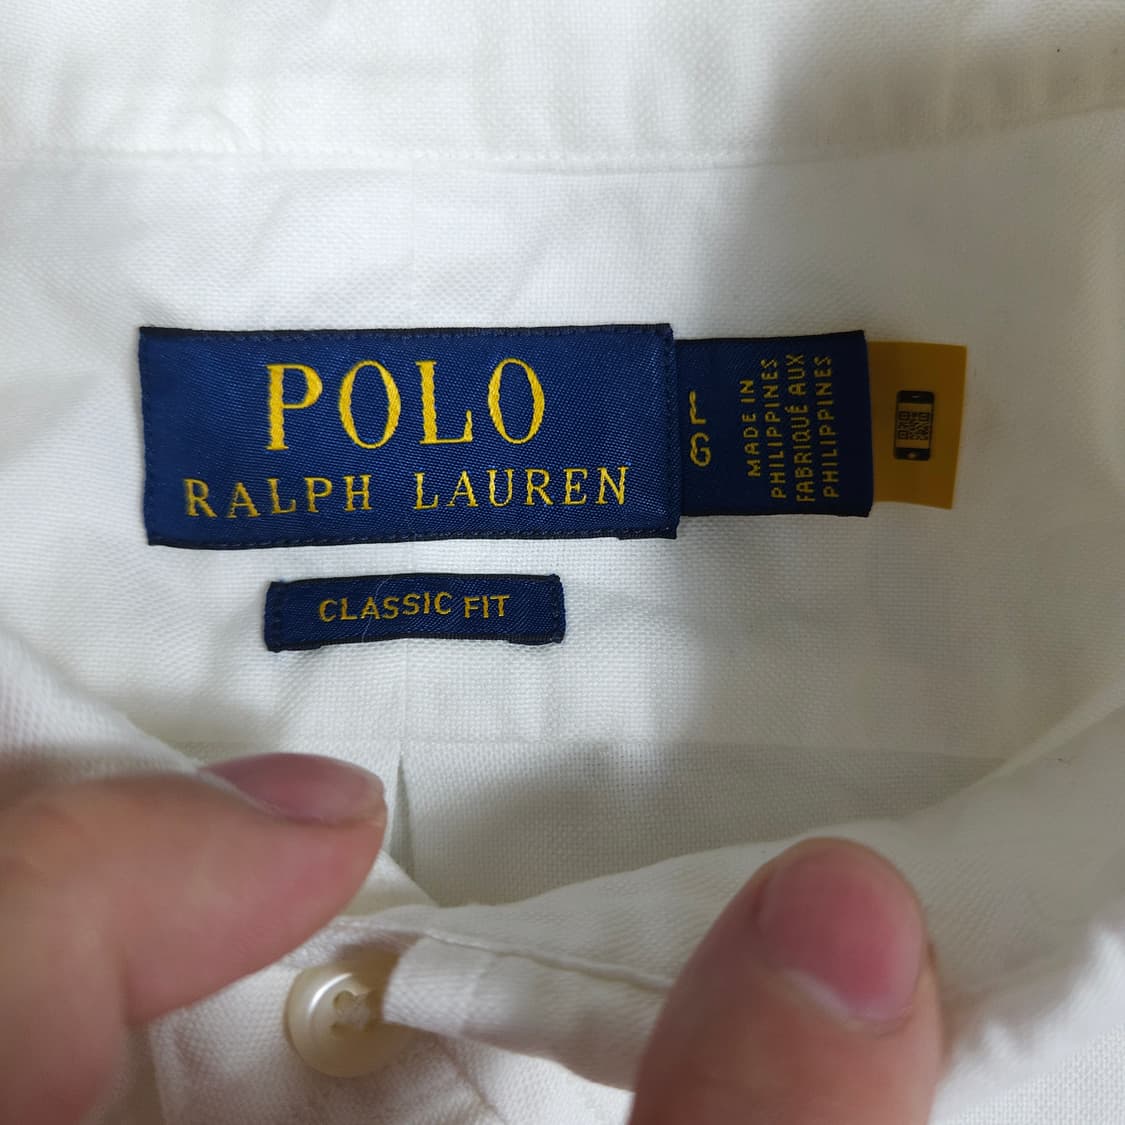 POLO
RALPH LAUREN
CLASSIC FIT
MADE IN
PHILIPPINES
FABRIQUÉ AUX
PHILIPPINES